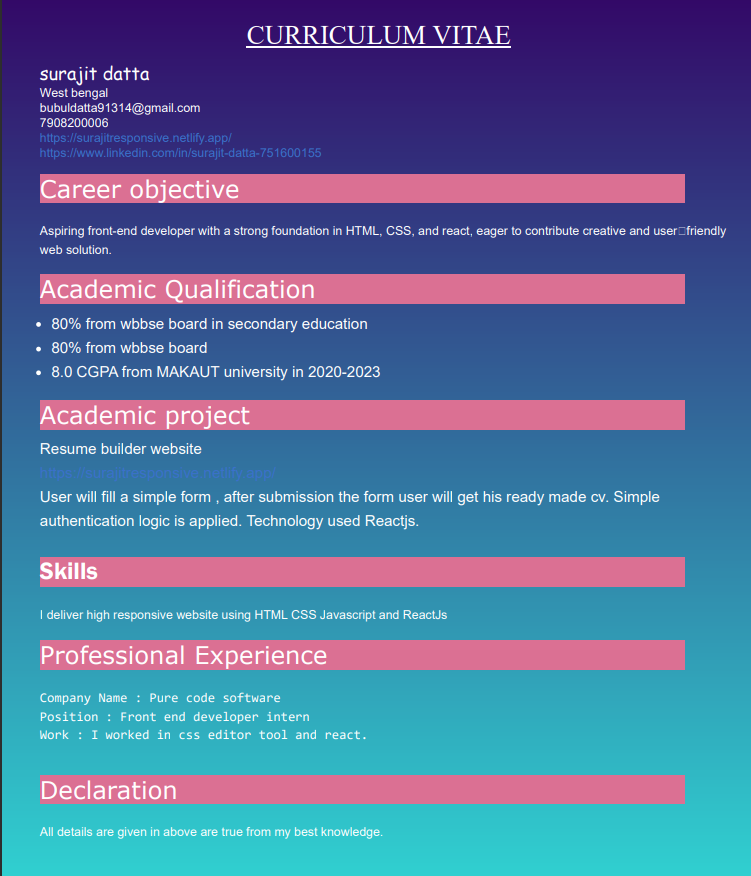 CURRICULUM VITAE
surajit datta
West bengal
bubuldatta91314@gmail.com
7908200006
https://surajitresponsive.netlify.app/
https://www.linkedin.com/in/surajit-datta-751600155
Career objective
Aspiring front-end developer with a strong foundation in HTML, CSS, and react, eager to contribute creative and user□friendly
web solution.
Academic Qualification
80% from wbbse board in secondary education
80% from wbbse board
8.0 CGPA from MAKAUT university in 2020-2023
Academic project
Resume builder website
https://surajitresponsive.netlify.app/
User will fill a simple form , after submission the form user will get his ready made cv. Simple
authentication logic is applied. Technology used Reactjs.
Skills
I deliver high responsive website using HTML CSS Javascript and ReactJs
Professional Experience
Company Name : Pure code software
Position : Front end developer intern
Work : I worked in css editor tool and react.
Declaration
All details are given in above are true from my best knowledge.